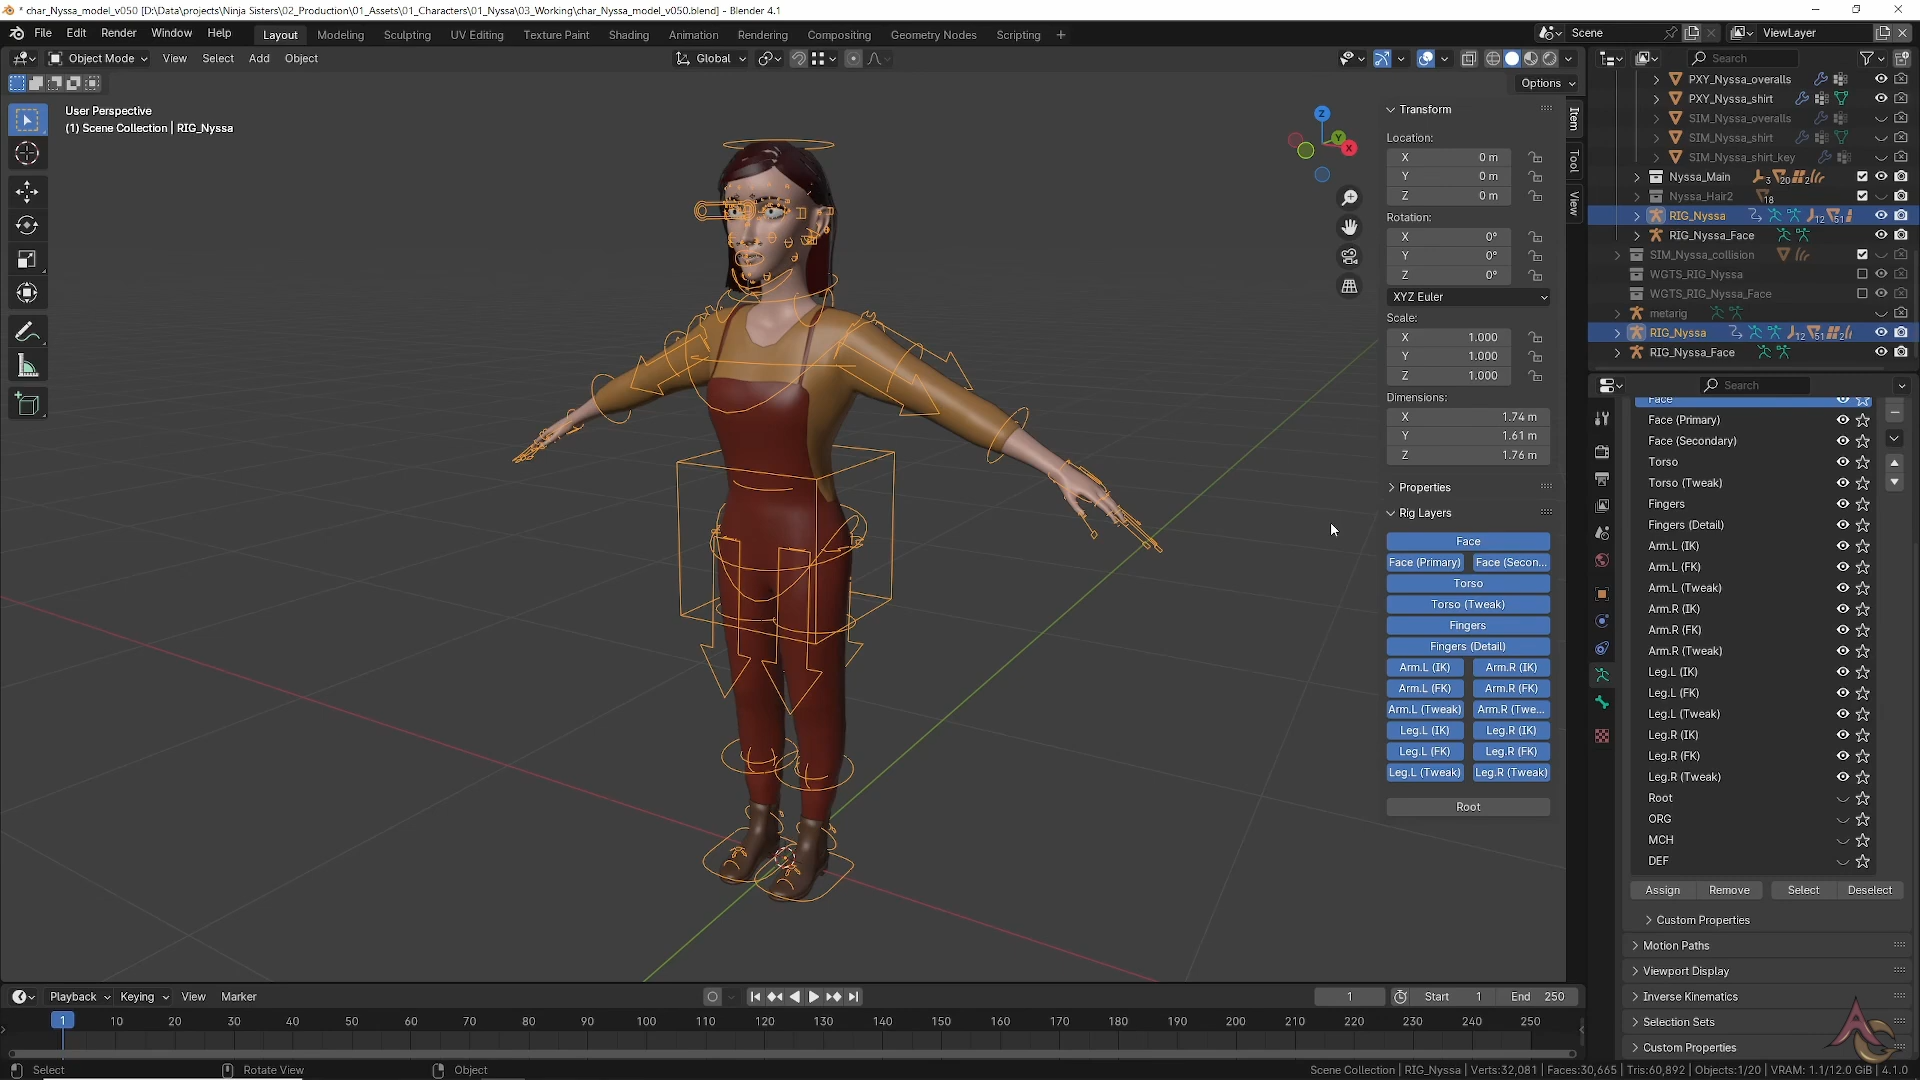 * char_Nyssa_model_v050 [D:\Data\projects\Ninja Sisters\02_Production\01_Assets\01_Characters\01_Nyssa\03_Working\char_Nyssa_model_v050.blend] - Blender 4.1
File Edit Render Window Help Layout Modeling Sculpting UV Editing Texture Paint Shading Animation Rendering Compositing Geometry Nodes Scripting + Scene ViewLayer
Object Mode View Select Add Object Global Search
Options
User Perspective
(1) Scene Collection | RIG_Nyssa
Z
Y
X
Item
Tool
View
Transform
Location:
X 0 m
Y 0 m
Z 0 m
Rotation:
X 0°
Y 0°
Z 0°
XYZ Euler
Scale:
X 1.000
Y 1.000
Z 1.000
Dimensions:
X 1.74 m
Y 1.61 m
Z 1.76 m
Properties
Rig Layers
Face
Face (Primary) Face (Secon...
Torso
Torso (Tweak)
Fingers
Fingers (Detail)
Arm.L (IK) Arm.R (IK)
Arm.L (FK) Arm.R (FK)
Arm.L (Tweak) Arm.R (Twe...
Leg.L (IK) Leg.R (IK)
Leg.L (FK) Leg.R (FK)
Leg.L (Tweak) Leg.R (Tweak)
Root
PXY_Nyssa_overalls
PXY_Nyssa_shirt
SIM_Nyssa_overalls
SIM_Nyssa_shirt
SIM_Nyssa_shirt_key
Nyssa_Main 3 20 2
Nyssa_Hair2 18
RIG_Nyssa 12 51
RIG_Nyssa_Face
SIM_Nyssa_collision
WGTS_RIG_Nyssa
WGTS_RIG_Nyssa_Face
metarig
RIG_Nyssa 12 51 2
RIG_Nyssa_Face
Search
Face
Face (Primary)
Face (Secondary)
Torso
Torso (Tweak)
Fingers
Fingers (Detail)
Arm.L (IK)
Arm.L (FK)
Arm.L (Tweak)
Arm.R (IK)
Arm.R (FK)
Arm.R (Tweak)
Leg.L (IK)
Leg.L (FK)
Leg.L (Tweak)
Leg.R (IK)
Leg.R (FK)
Leg.R (Tweak)
Root
ORG
MCH
DEF
Assign Remove Select Deselect
Custom Properties
Motion Paths
Viewport Display
Inverse Kinematics
Selection Sets
Custom Properties
Playback Keying View Marker 1 Start 1 End 250
1 10 20 30 40 50 60 70 80 90 100 110 120 130 140 150 160 170 180 190 200 210 220 230 240 250
Select Rotate View Object Scene Collection | RIG_Nyssa | Verts:32,081 | Faces:30,665 | Tris:60,892 | Objects:1/20 | VRAM: 1.1/12.0 GiB | 4.1.0